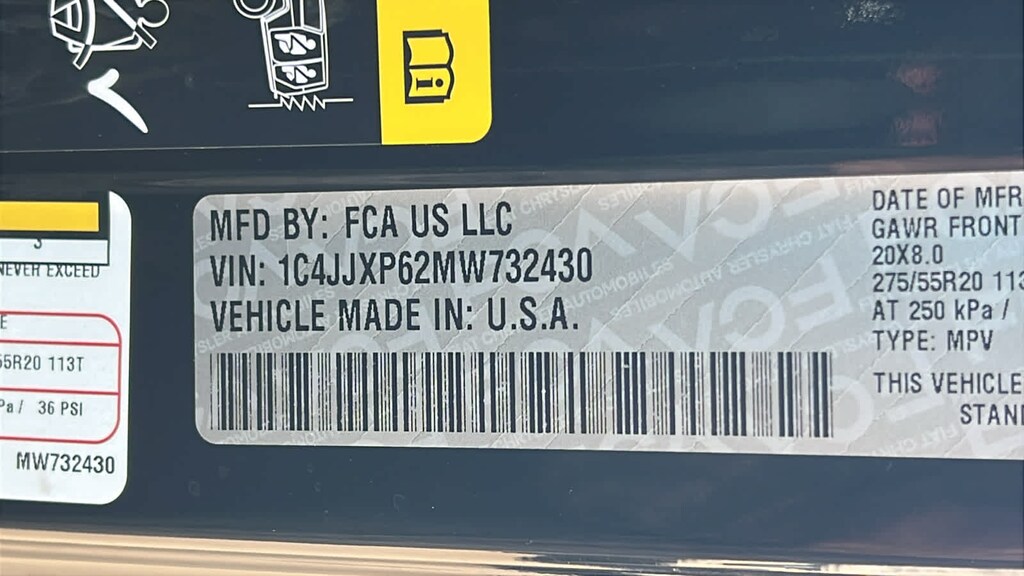 MFD BY: FCA US LLC
VIN: 1C4JJXP62MW732430
VEHICLE MADE IN: U.S.A.
DATE OF MFR
GAWR FRONT
20X8.0
275/55R20 113
AT 250 kPa /
TYPE: MPV
THIS VEHICLE
STAN
NEVER EXCEED
E
55R20 113T
Pa / 36 PSI
MW732430